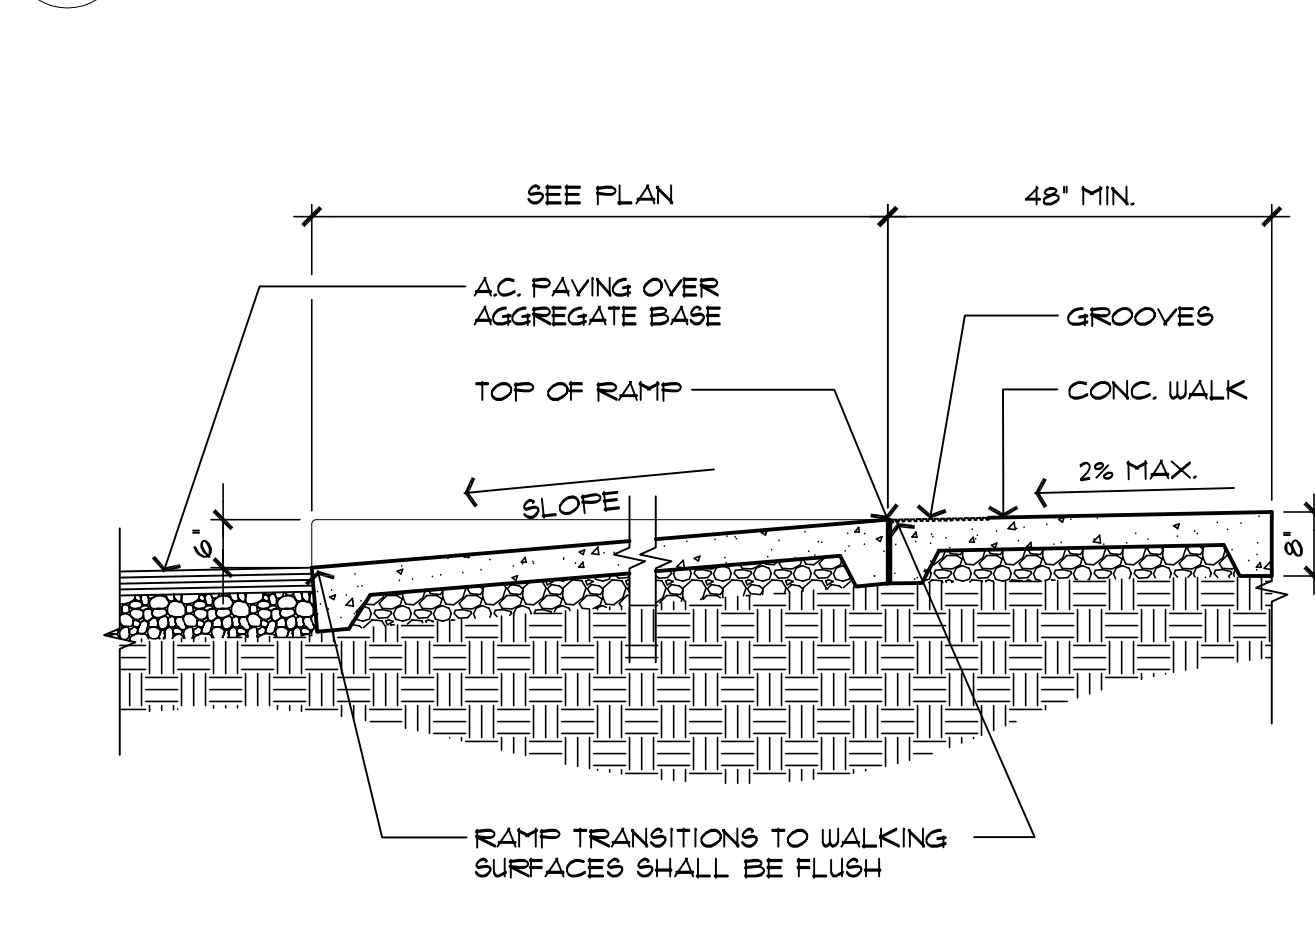 SEE PLAN
48" MIN.
A.C. PAVING OVER
AGGREGATE BASE
GROOVES
TOP OF RAMP
CONC. WALK
2% MAX.
SLOPE
6"
8"
RAMP TRANSITIONS TO WALKING
SURFACES SHALL BE FLUSH